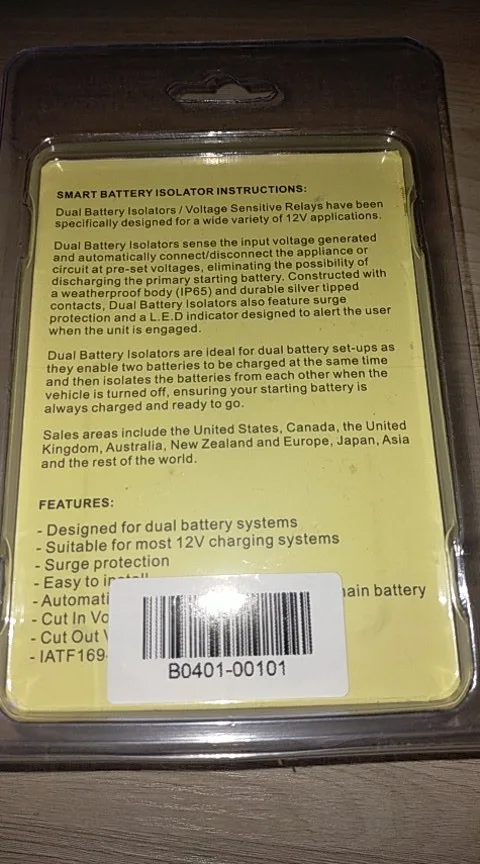 SMART BATTERY ISOLATOR INSTRUCTIONS:
Dual Battery Isolators / Voltage Sensitive Relays have been
specifically designed for a wide variety of 12V applications.
Dual Battery Isolators sense the input voltage generated
and automatically connect/disconnect the appliance or
circuit at pre-set voltages, eliminating the possibility of
discharging the primary starting battery. Constructed with
a weatherproof body (IP65) and durable silver tipped
contacts, Dual Battery Isolators also feature surge
protection and a L.E.D indicator designed to alert the user
when the unit is engaged.
Dual Battery Isolators are ideal for dual battery set-ups as
they enable two batteries to be charged at the same time
and then isolates the batteries from each other when the
vehicle is turned off, ensuring your starting battery is
always charged and ready to go.
Sales areas include the United States, Canada, the United
Kingdom, Australia, New Zealand and Europe, Japan, Asia
and the rest of the world.
FEATURES:
- Designed for dual battery systems
- Suitable for most 12V charging systems
- Surge protection
- Easy to
- battery
- Cut In
- Cut Out
-
B0401-00101